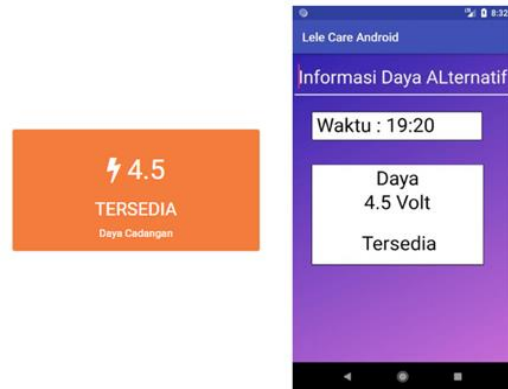 4.5
TERSEDIA
Daya Cadangan
8:32
Lele Care Android
Informasi Daya ALternatif
Waktu : 19:20
Daya
4.5 Volt
Tersedia